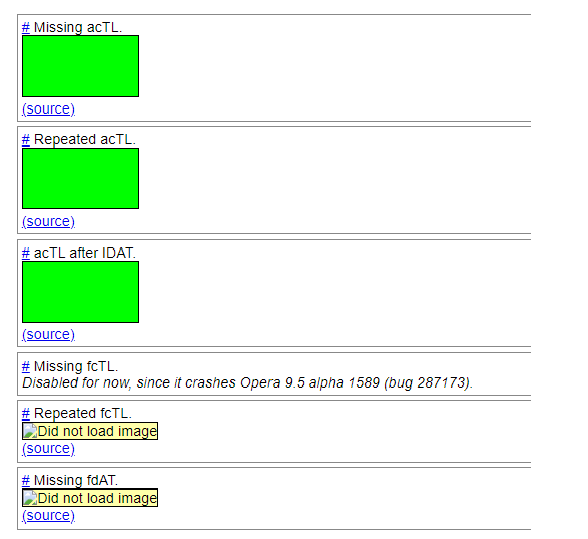 # Missing acTL.
(source)
# Repeated acTL.
(source)
# acTL after IDAT.
(source)
# Missing fcTL.
Disabled for now, since it crashes Opera 9.5 alpha 1589 (bug 287173).
# Repeated fcTL.
Did not load image
(source)
# Missing fdAT.
Did not load image
(source)